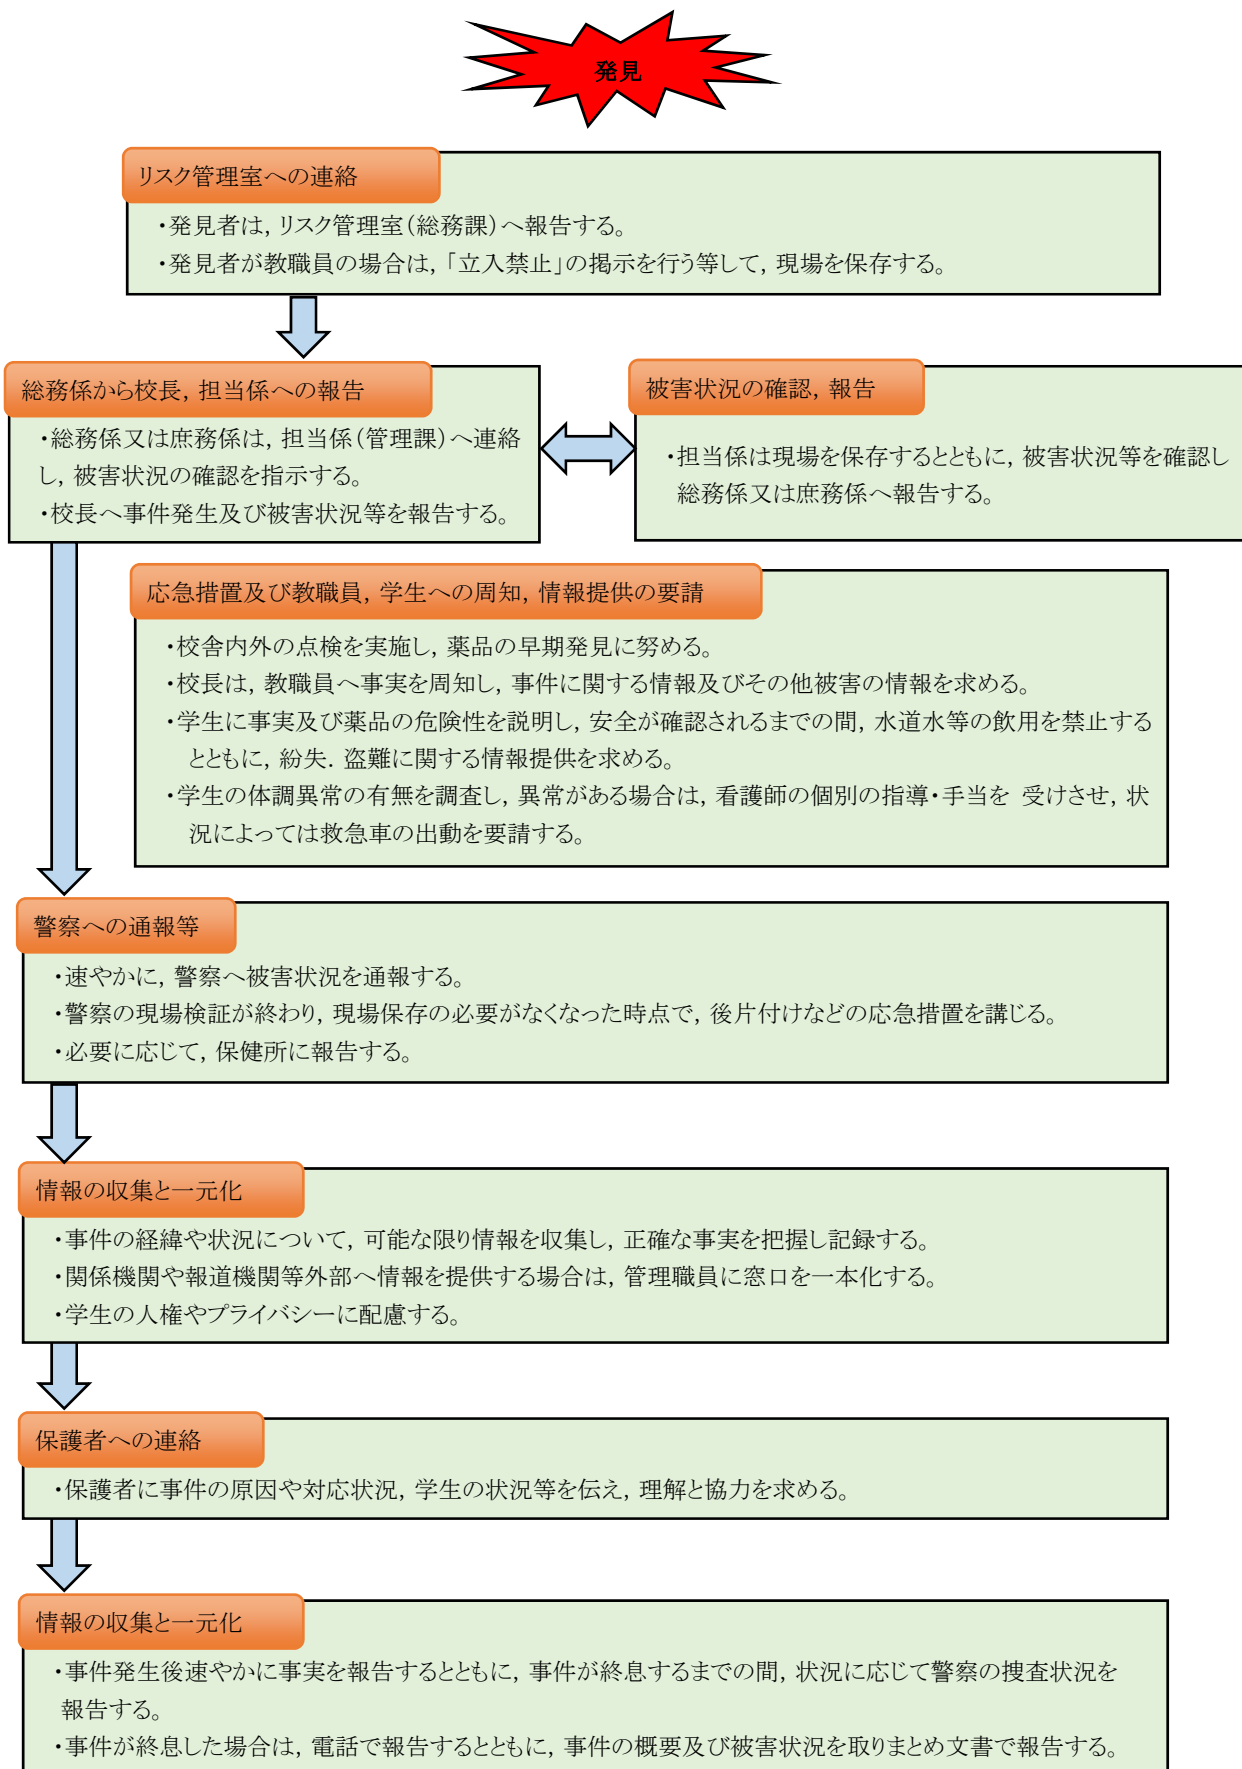 発見
リスク管理室への連絡
・発見者は, リスク管理室(総務課)へ報告する。
・発見者が教職員の場合は,「立入禁止」の掲示を行う等して, 現場を保存する。
総務係から校長, 担当係への報告
・総務係又は庶務係は, 担当係(管理課)へ連絡
し, 被害状況の確認を指示する。
・校長へ事件発生及び被害状況等を報告する。
被害状況の確認, 報告
・担当係は現場を保存するとともに, 被害状況等を確認し
総務係又は庶務係へ報告する。
応急措置及び教職員, 学生への周知, 情報提供の要請
・校舎内外の点検を実施し, 薬品の早期発見に努める。
・校長は, 教職員へ事実を周知し, 事件に関する情報及びその他被害の情報を求める。
・学生に事実及び薬品の危険性を説明し, 安全が確認されるまでの間, 水道水等の飲用を禁止する
とともに, 紛失. 盗難に関する情報提供を求める。
・学生の体調異常の有無を調査し, 異常がある場合は, 看護師の個別の指導・手当を 受けさせ, 状
況によっては救急車の出動を要請する。
警察への通報等
・速やかに, 警察へ被害状況を通報する。
・警察の現場検証が終わり, 現場保存の必要がなくなった時点で, 後片付けなどの応急措置を講じる。
・必要に応じて, 保健所に報告する。
情報の収集と一元化
・事件の経緯や状況について, 可能な限り情報を収集し, 正確な事実を把握し記録する。
・関係機関や報道機関等外部へ情報を提供する場合は, 管理職員に窓口を一本化する。
・学生の人権やプライバシーに配慮する。
保護者への連絡
・保護者に事件の原因や対応状況, 学生の状況等を伝え, 理解と協力を求める。
情報の収集と一元化
・事件発生後速やかに事実を報告するとともに, 事件が終息するまでの間, 状況に応じて警察の捜査状況を
報告する。
・事件が終息した場合は, 電話で報告するとともに, 事件の概要及び被害状況を取りまとめ文書で報告する。